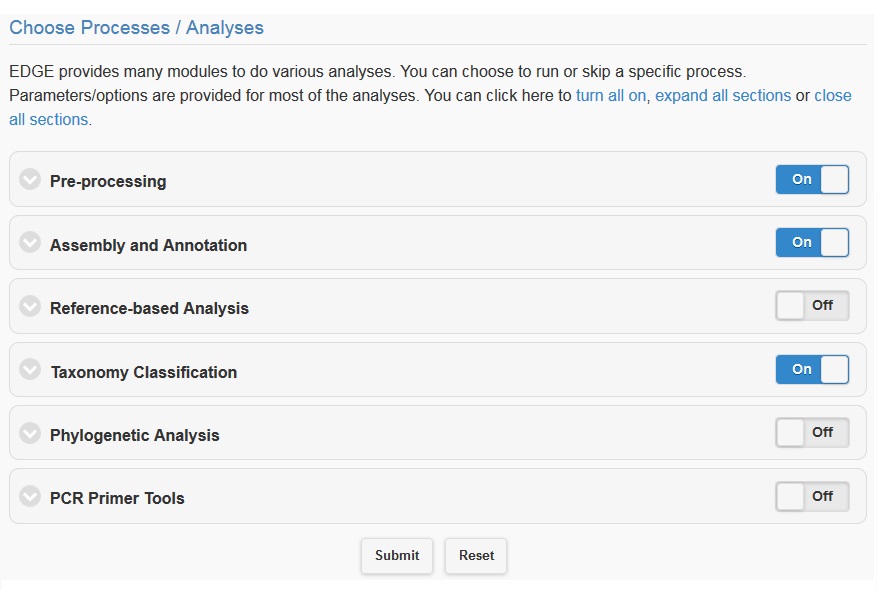 Choose Processes / Analyses
EDGE provides many modules to do various analyses. You can choose to run or skip a specific process.
Parameters/options are provided for most of the analyses. You can click here to turn all on, expand all sections or close
all sections.
Pre-processing On
Assembly and Annotation On
Reference-based Analysis Off
Taxonomy Classification On
Phylogenetic Analysis Off
PCR Primer Tools Off
Submit Reset